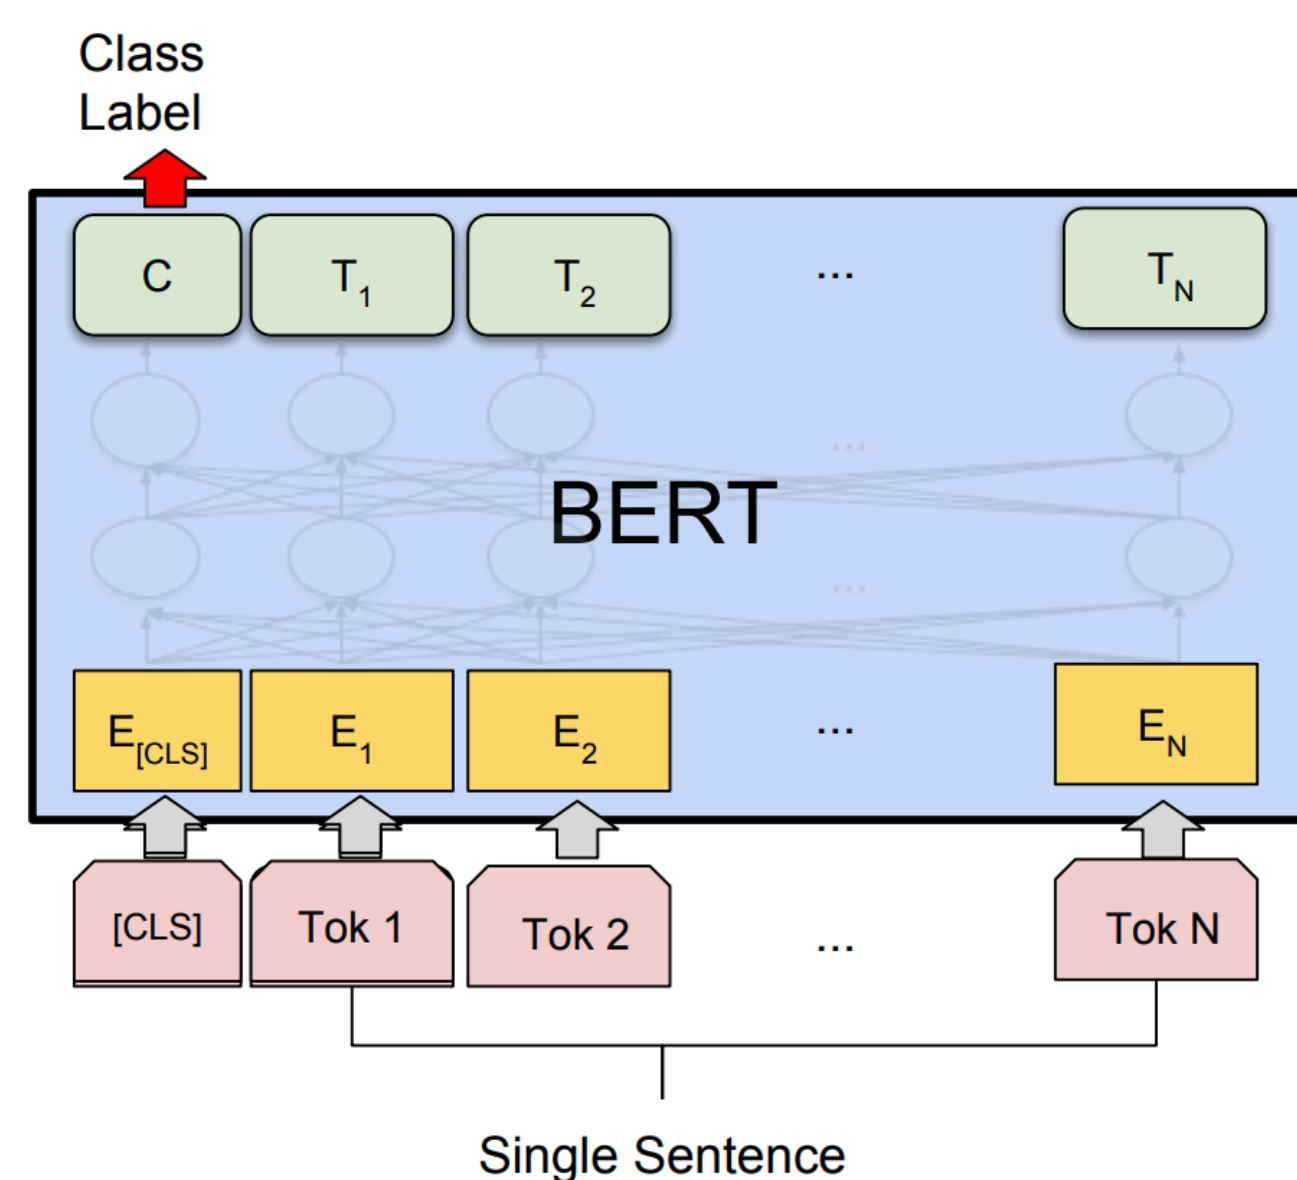 Class
Label
C T1 T2 ... TN
...
BERT
...
E[CLS] E1 E2 ... EN
[CLS] Tok 1 Tok 2 ... Tok N
Single Sentence